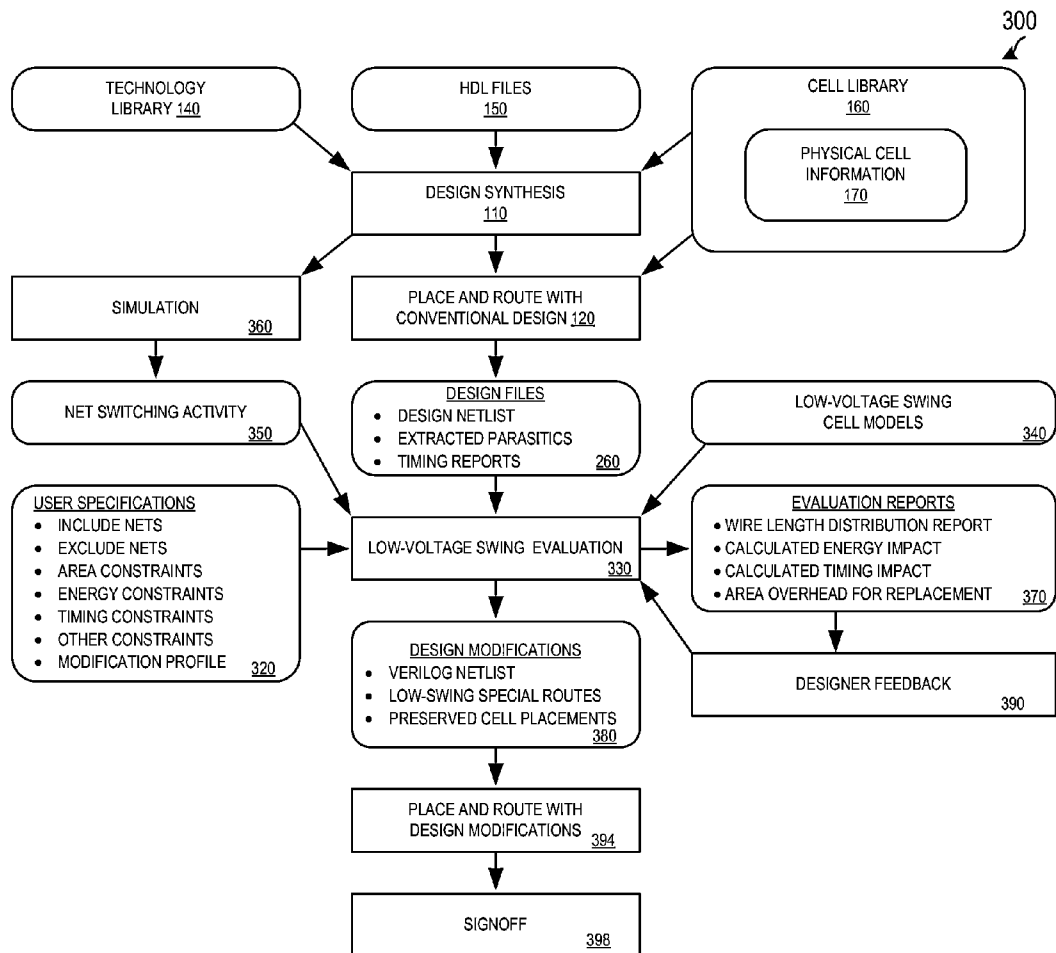 300
TECHNOLOGY
LIBRARY 140
HDL FILES
150
CELL LIBRARY
160
PHYSICAL CELL
INFORMATION
170
DESIGN SYNTHESIS
110
SIMULATION
360
PLACE AND ROUTE WITH
CONVENTIONAL DESIGN 120
NET SWITCHING ACTIVITY
350
DESIGN FILES
• DESIGN NETLIST
• EXTRACTED PARASITICS
• TIMING REPORTS 260
LOW-VOLTAGE SWING
CELL MODELS 340
USER SPECIFICATIONS
• INCLUDE NETS
• EXCLUDE NETS
• AREA CONSTRAINTS
• ENERGY CONSTRAINTS
• TIMING CONSTRAINTS
• OTHER CONSTRAINTS
• MODIFICATION PROFILE 320
LOW-VOLTAGE SWING EVALUATION
330
EVALUATION REPORTS
• WIRE LENGTH DISTRIBUTION REPORT
• CALCULATED ENERGY IMPACT
• CALCULATED TIMING IMPACT
• AREA OVERHEAD FOR REPLACEMENT 370
DESIGN MODIFICATIONS
• VERILOG NETLIST
• LOW-SWING SPECIAL ROUTES
• PRESERVED CELL PLACEMENTS
380
DESIGNER FEEDBACK
390
PLACE AND ROUTE WITH
DESIGN MODIFICATIONS 394
SIGNOFF
398